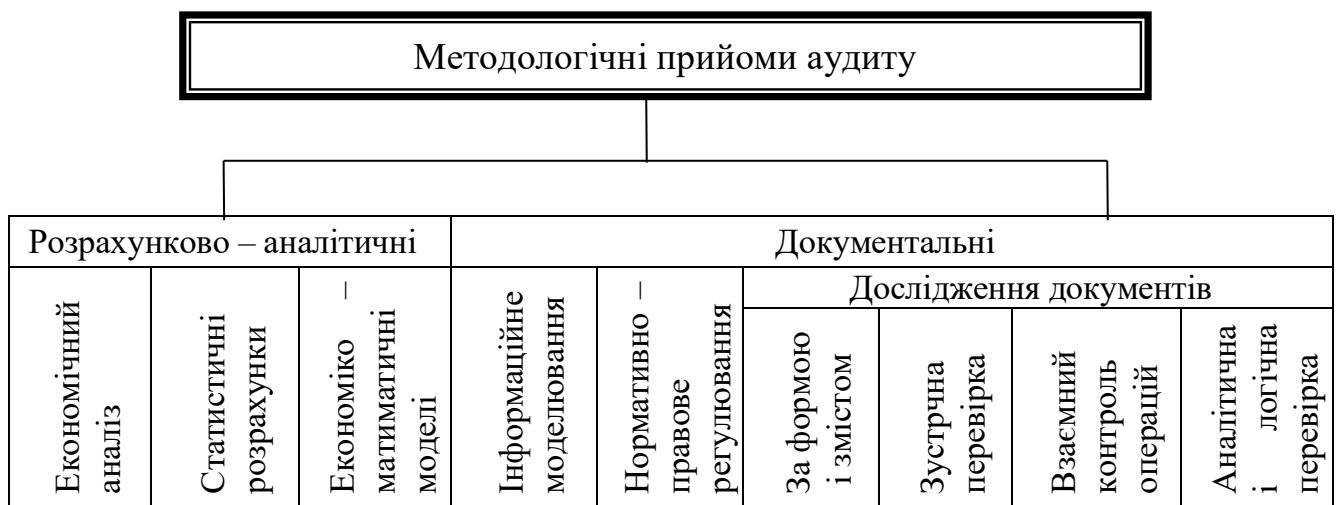 Методологічні прийоми аудиту
Розрахунково – аналітичні
Документальні
Дослідження документів
Економічний
аналіз
Статистичні
розрахунки
Економіко –
матиматичні
моделі
Інформаційне
моделювання
Нормативно –
правове
регулювання
За формою
і змістом
Зустрчна
перевірка
Взаємний
контроль
операцій
Аналітична
і логічна
перевірка